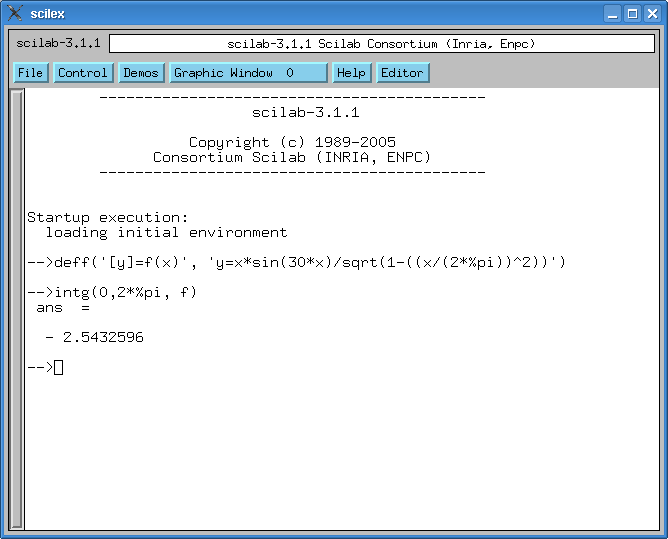 scilex
scilab-3.1.1 scilab-3.1.1 Scilab Consortium (Inria, Enpc)
File Control Demos Graphic Window 0 Help Editor
-------------------------------------------
scilab-3.1.1
Copyright (c) 1989-2005
Consortium Scilab (INRIA, ENPC)
-------------------------------------------
Startup execution:
loading initial environment
-->deff('[y]=f(x)', 'y=x*sin(30*x)/sqrt(1-((x/(2*%pi))^2))')
-->intg(0,2*%pi, f)
ans =
- 2.5432596
-->